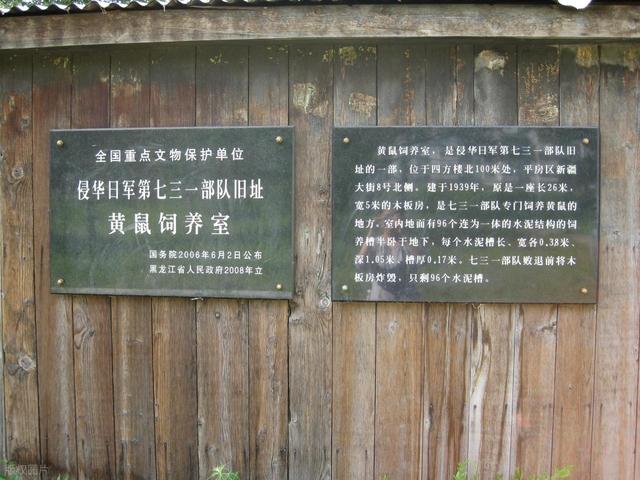 全国重点文物保护单位
侵华日军第七三一部队旧址
黄鼠饲养室
国务院2006年6月2日公布
黑龙江省人民政府2008年立
黄鼠饲养室，是侵华日军第七三一部队旧
址的一部，位于四方楼北100米处，平房区新疆
大街8号北侧。建于1939年，原是一座长26米，
宽5米的木板房，是七三一部队专门饲养黄鼠的
地方。室内地面有96个连为一体的水泥结构的饲
养槽半卧于地下，每个水泥槽长、宽各0.38米、
深1.05米、槽厚0.17米。七三一部队败退前将木
板房炸毁，只剩96个水泥槽。
版权图片